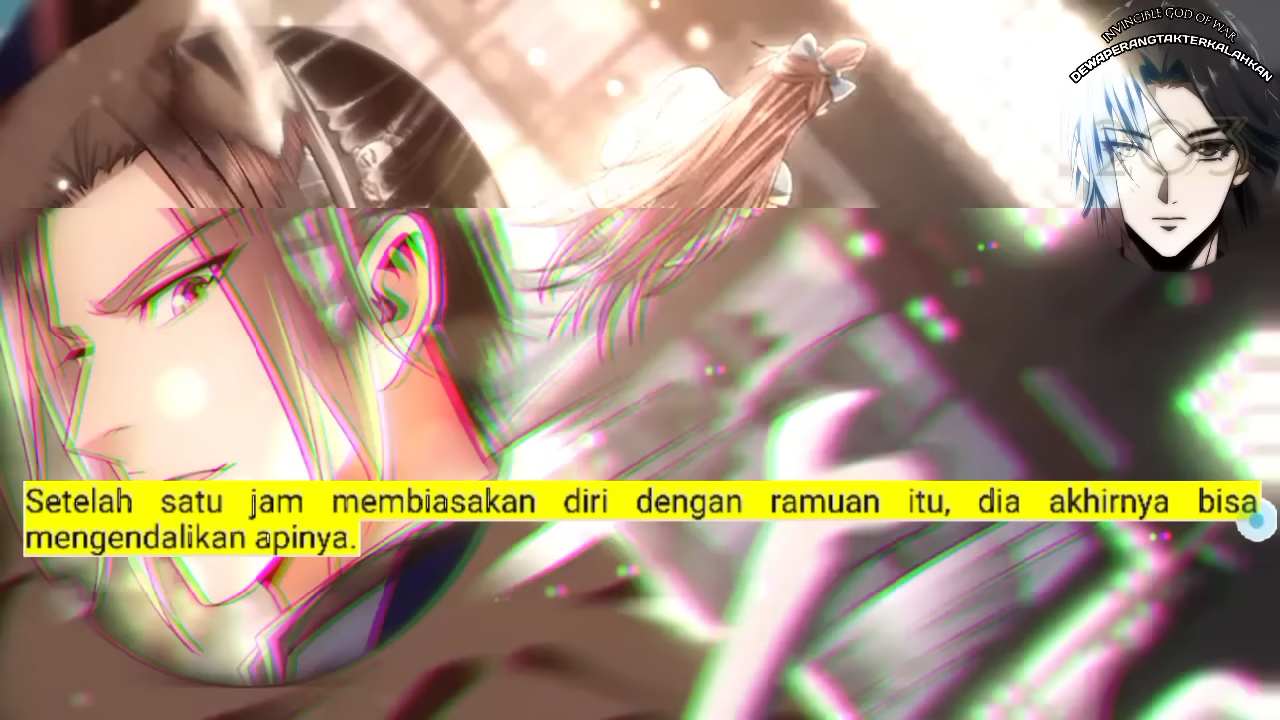 INVINCIBLE GOD OF WAR
DEWAPERANGTAKTERKALAHKAN
Setelah satu jam membiasakan diri dengan ramuan itu, dia akhirnya bisa
mengendalikan apinya.